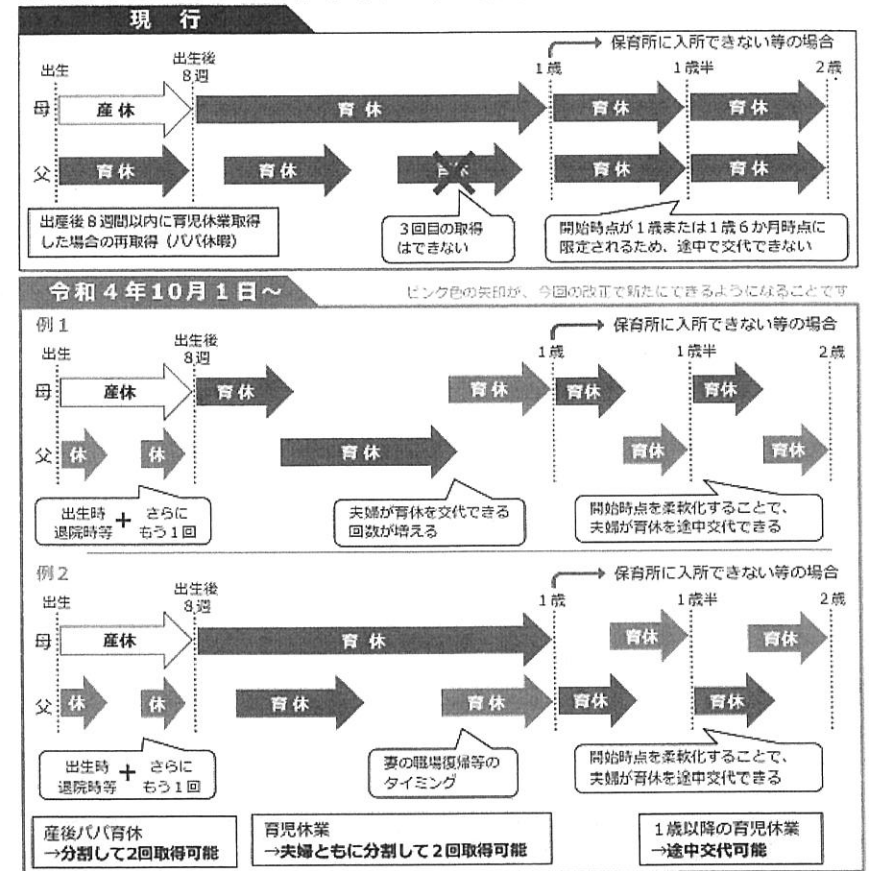 現 行
保育所に入所できない等の場合
出生
出生後
8週
1歳
1歳半
2歳
母
産休
育休
育休
育休
父
育休
育休
育休
育休
育休
出産後8週間以内に育児休業取得
した場合の再取得(パパ休暇)
3回目の取得
はできない
開始時点が1歳または1歳6か月時点に
限定されるため、途中で交代できない
令和4年10月1日~
ピンク色の矢印が、今回の改正で新たにできるようになることです
例1
保育所に入所できない等の場合
出生
出生後
8週
1歳
1歳半
2歳
母
産休
育休
育休
育休
育休
父
休
休
育休
育休
育休
出生時
退院時等
+
さらに
もう1回
夫婦が育休を交代できる
回数が増える
開始時点を柔軟化することで、
夫婦が育休を途中交代できる
例2
保育所に入所できない等の場合
出生
出生後
8週
1歳
1歳半
2歳
母
産休
育休
育休
育休
父
休
休
育休
育休
育休
育休
出生時
退院時等
+
さらに
もう1回
妻の職場復帰等の
タイミング
開始時点を柔軟化することで、
夫婦が育休を途中交代できる
産後パパ育休
→分割して2回取得可能
育児休業
→夫婦ともに分割して2回取得可能
1歳以降の育児休業
→途中交代可能